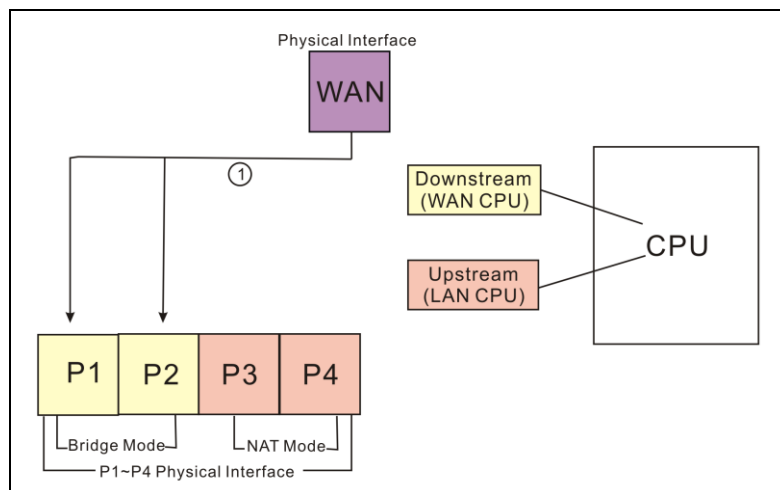 Physical Interface
WAN
1
Downstream
(WAN CPU)
CPU
Upstream
(LAN CPU)
P1 P2 P3 P4
Bridge Mode NAT Mode
P1~P4 Physical Interface